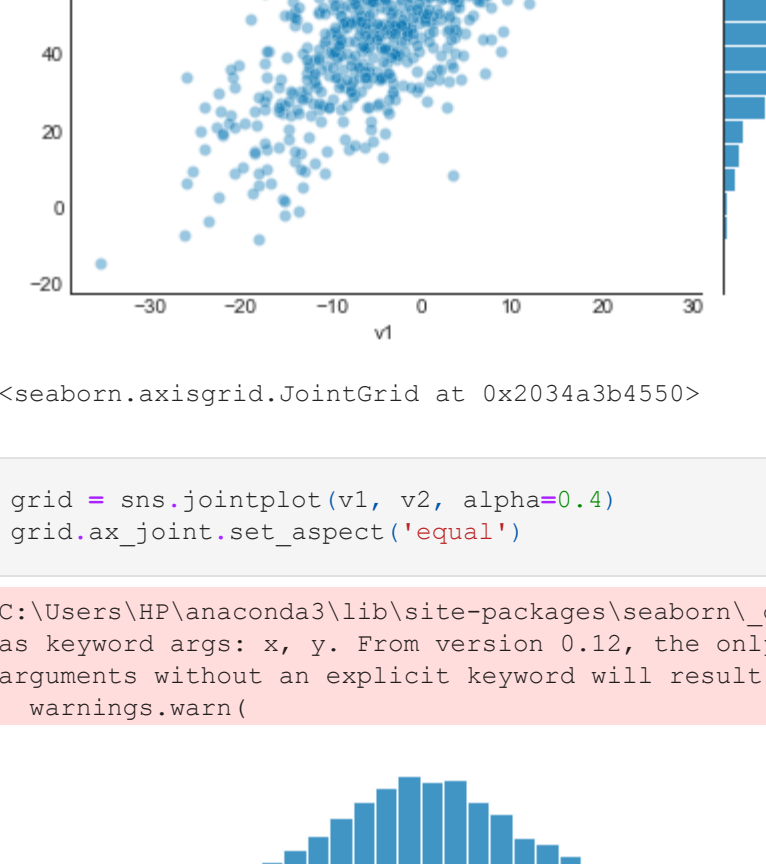 40
20
0
−20
−30 −20 −10 0 10 20 30
v1
<seaborn.axisgrid.JointGrid at 0x2034a3b4550>
grid = sns.jointplot(v1, v2, alpha=0.4)
grid.ax_joint.set_aspect('equal')
C:\Users\HP\anaconda3\lib\site-packages\seaborn\_
as keyword args: x, y. From version 0.12, the only
arguments without an explicit keyword will result
warnings.warn(